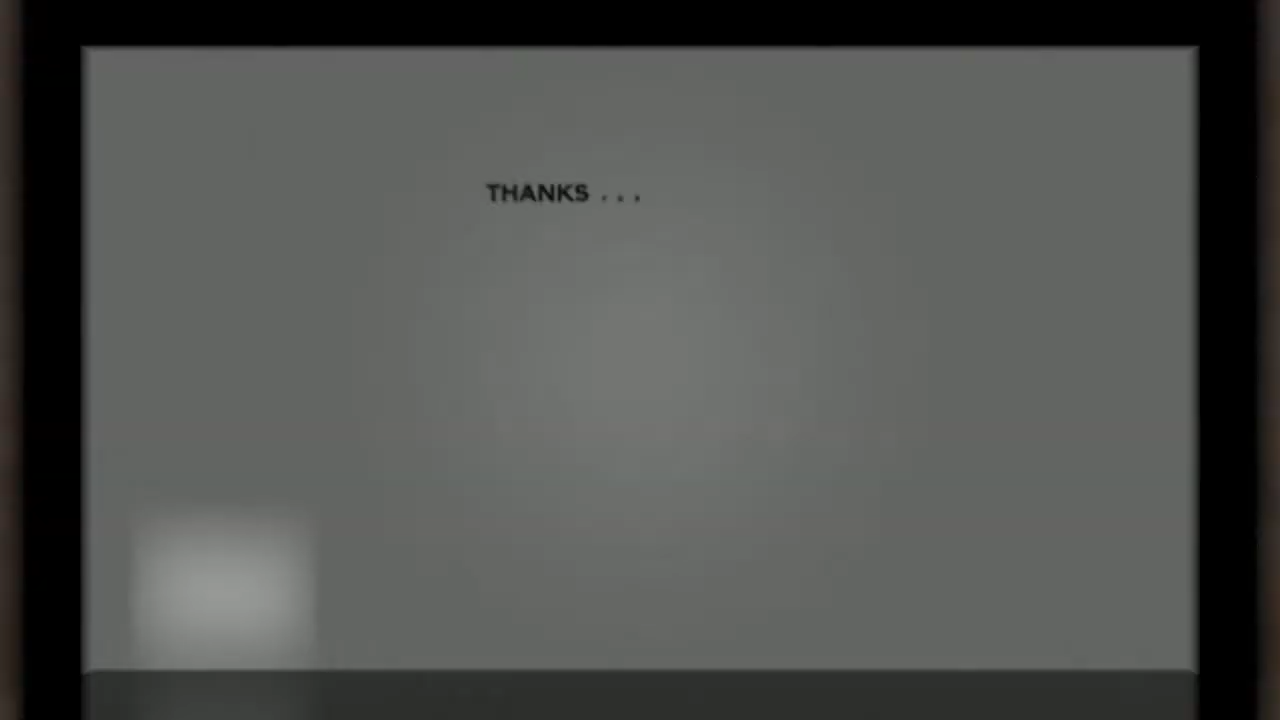 THANKS . . .